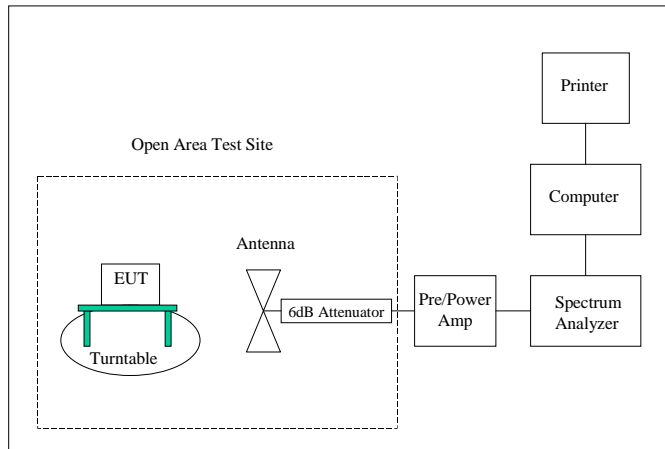 Printer
Open Area Test Site
Computer
Antenna
EUT
6dB Attenuator
Pre/Power
Amp
Spectrum
Analyzer
Turntable